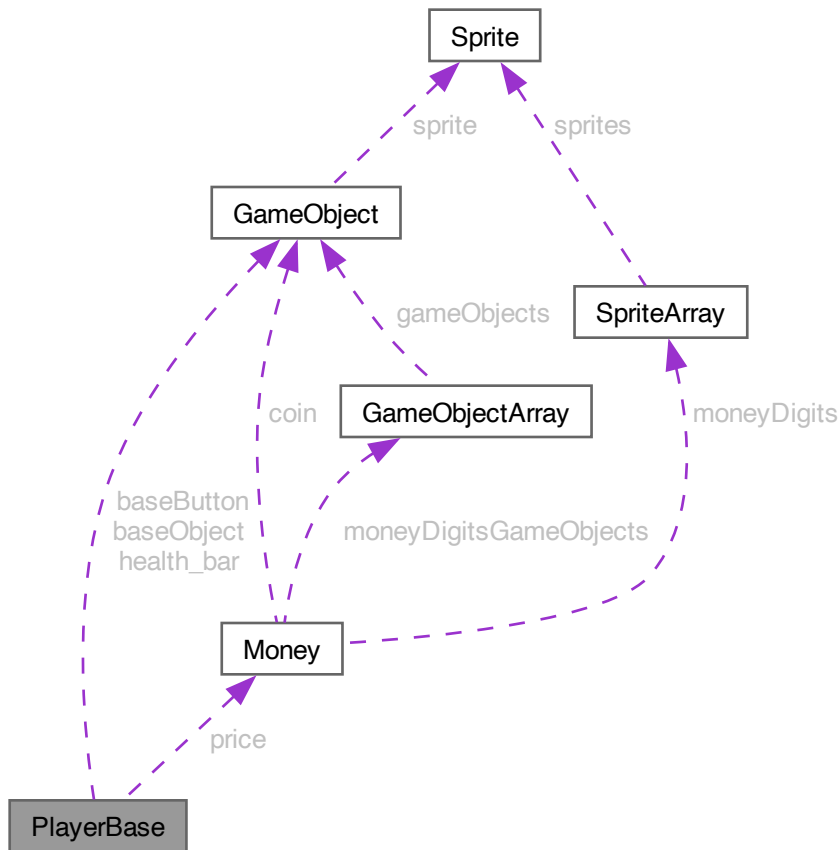 Sprite
sprite
sprites
GameObject
gameObjects
SpriteArray
coin
GameObjectArray
moneyDigits
baseButton
baseObject
health_bar
moneyDigitsGameObjects
Money
price
PlayerBase